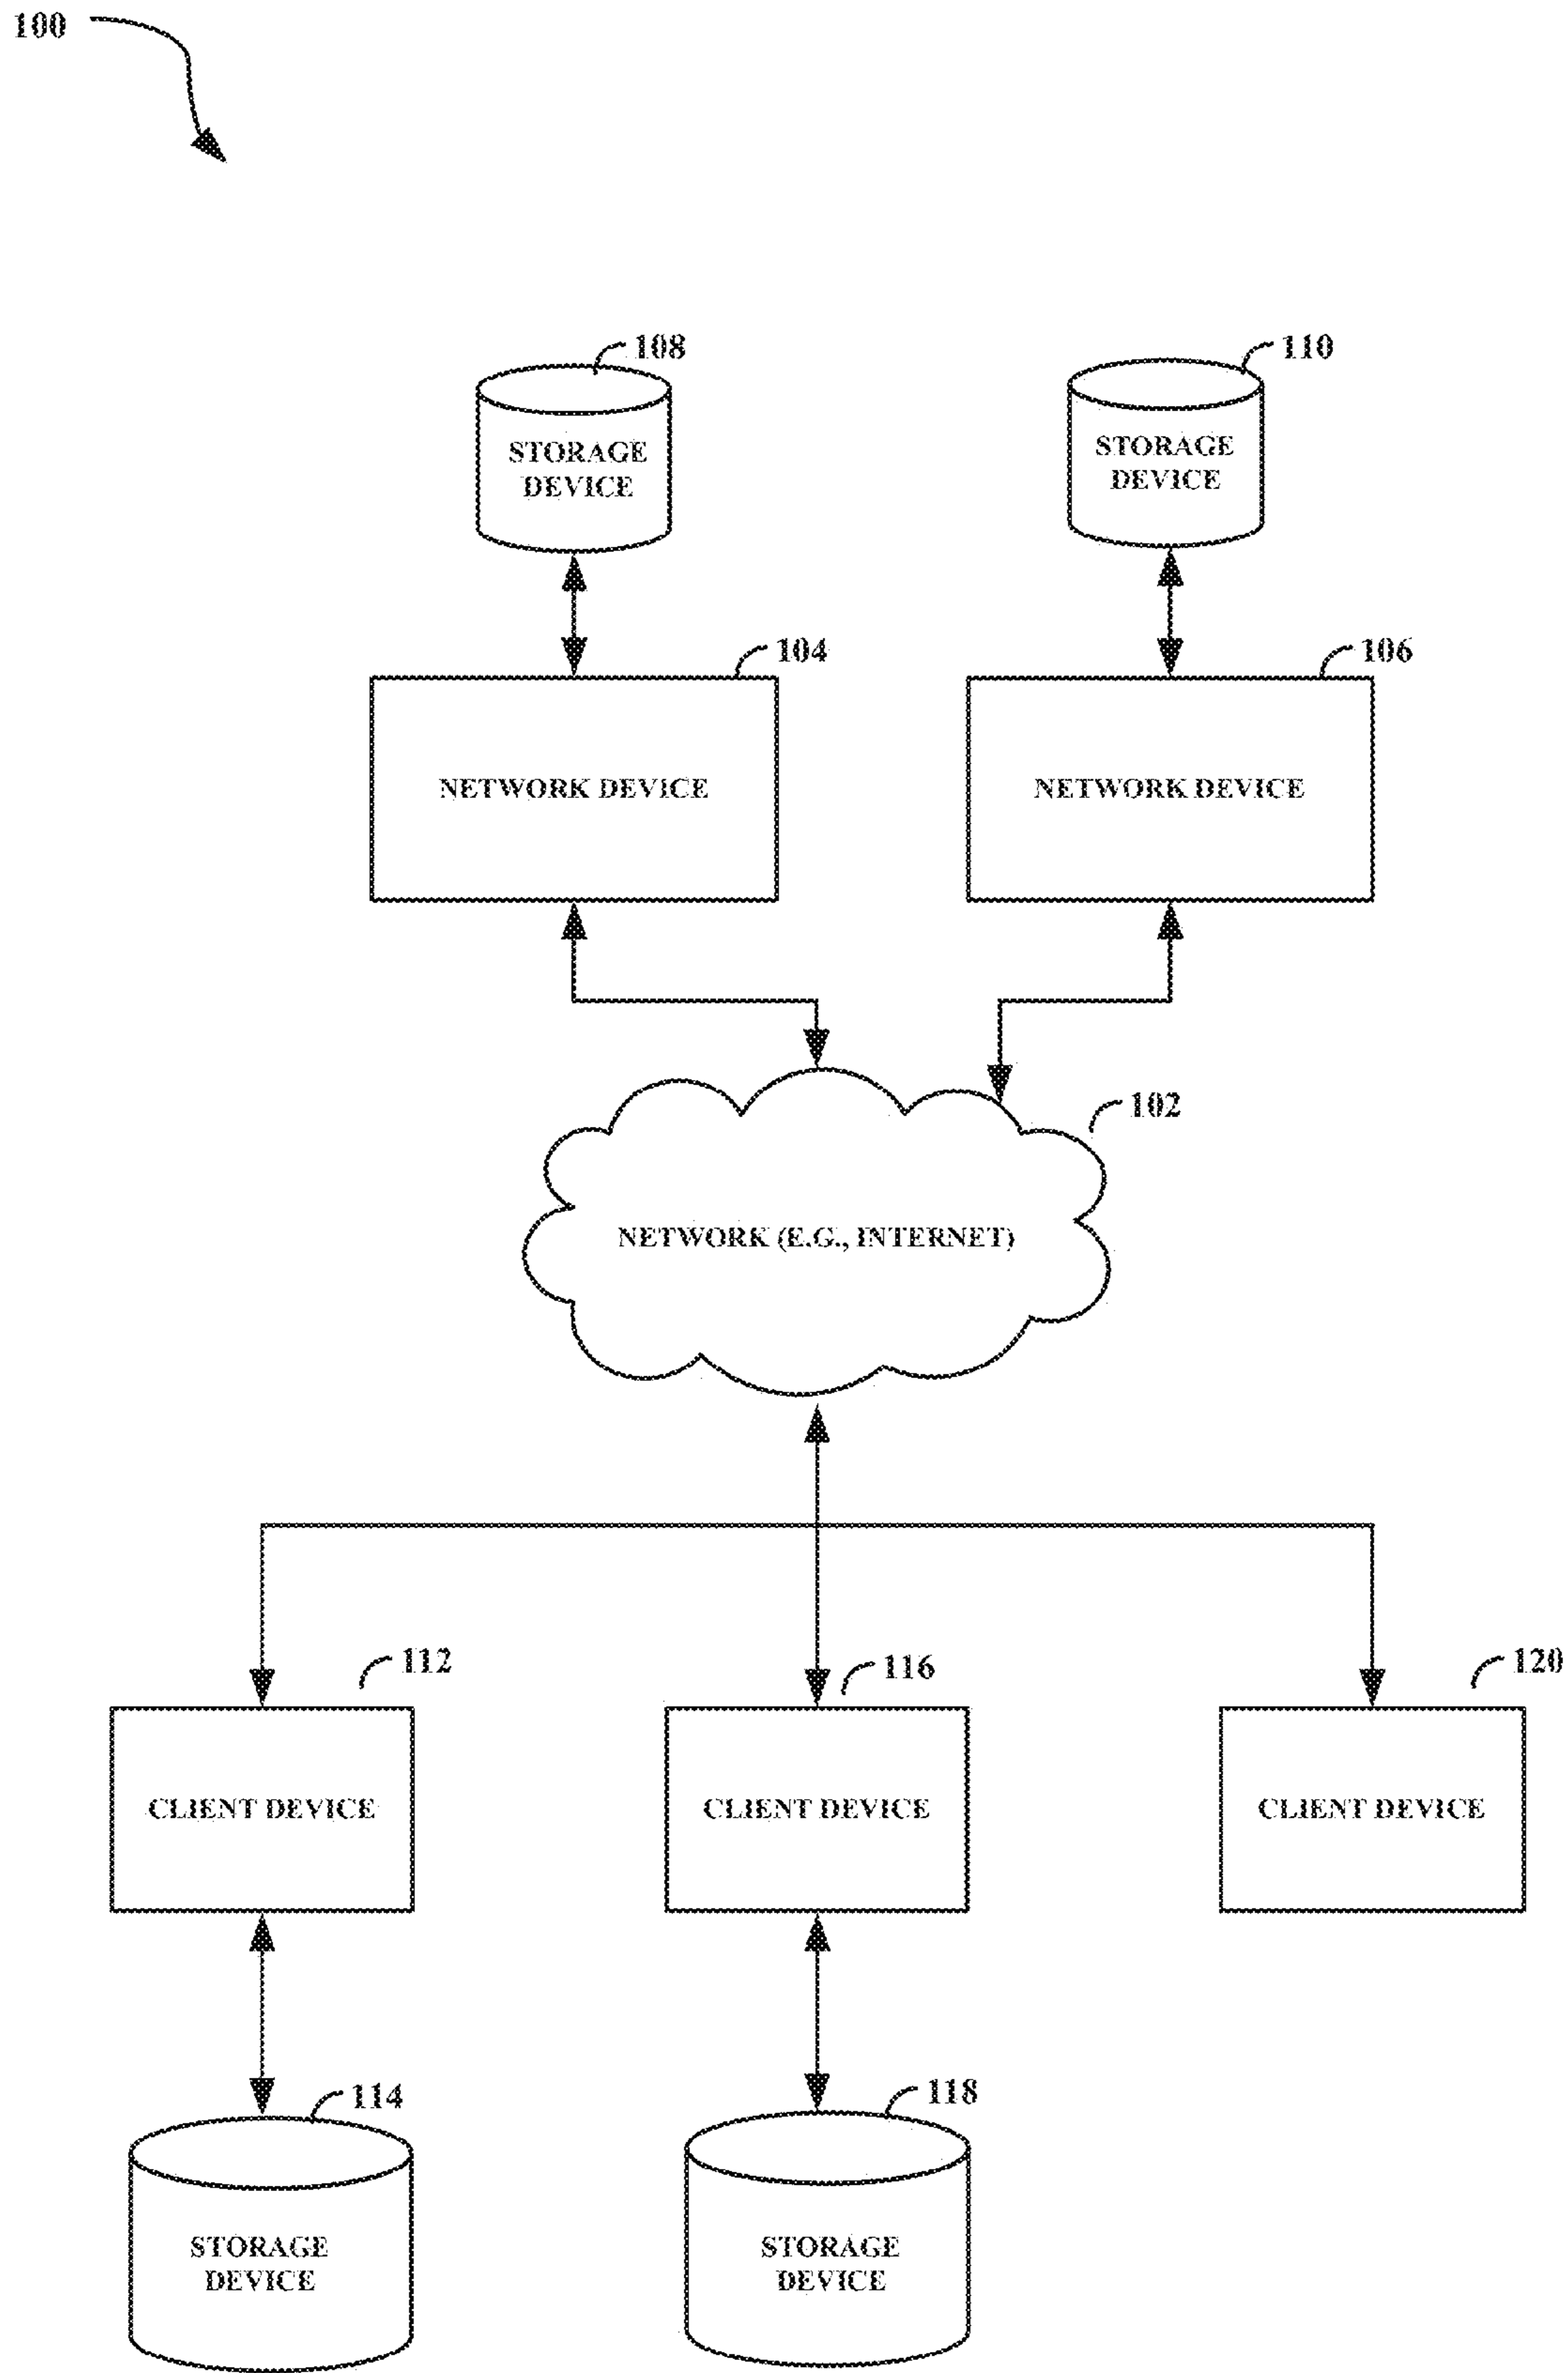 100
108
110
STORAGE
DEVICE
STORAGE
DEVICE
104
106
NETWORK DEVICE
NETWORK DEVICE
102
NETWORK (E.G., INTERNET)
112
116
120
CLIENT DEVICE
CLIENT DEVICE
CLIENT DEVICE
114
118
STORAGE
DEVICE
STORAGE
DEVICE